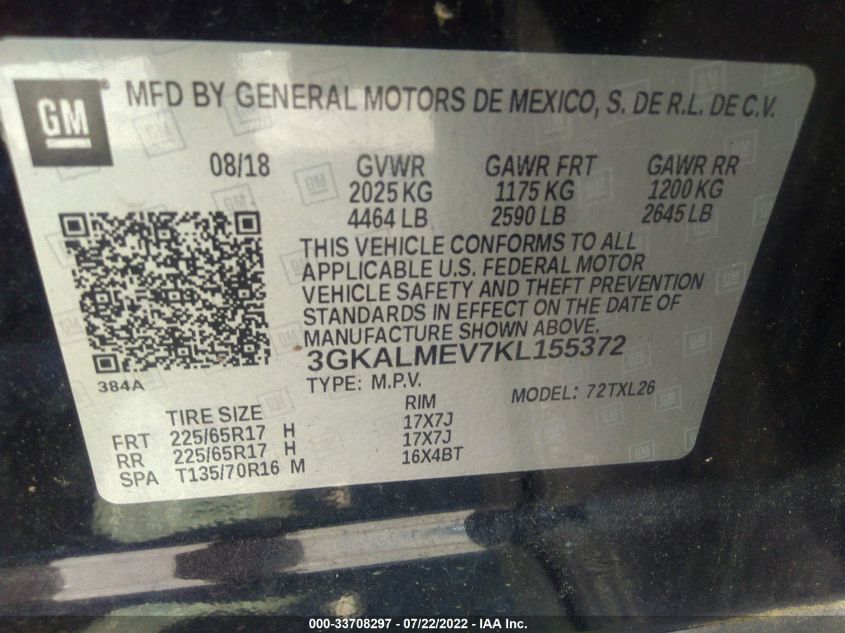 GM
MFD BY GENERAL MOTORS DE MEXICO, S. DE R.L. DE C.V.
08/18 GVWR GAWR FRT GAWR RR
2025 KG 1175 KG 1200 KG
4464 LB 2590 LB 2645 LB
THIS VEHICLE CONFORMS TO ALL
APPLICABLE U.S. FEDERAL MOTOR
VEHICLE SAFETY AND THEFT PREVENTION
STANDARDS IN EFFECT ON THE DATE OF
MANUFACTURE SHOWN ABOVE.
3GKALMEV7KL155372
384A
TYPE: M.P.V. MODEL: 72TXL26
TIRE SIZE RIM
FRT 225/65R17 H 17X7J
RR 225/65R17 H 17X7J
SPA T135/70R16 M 16X4BT
000-33708297 - 07/22/2022 - IAA Inc.